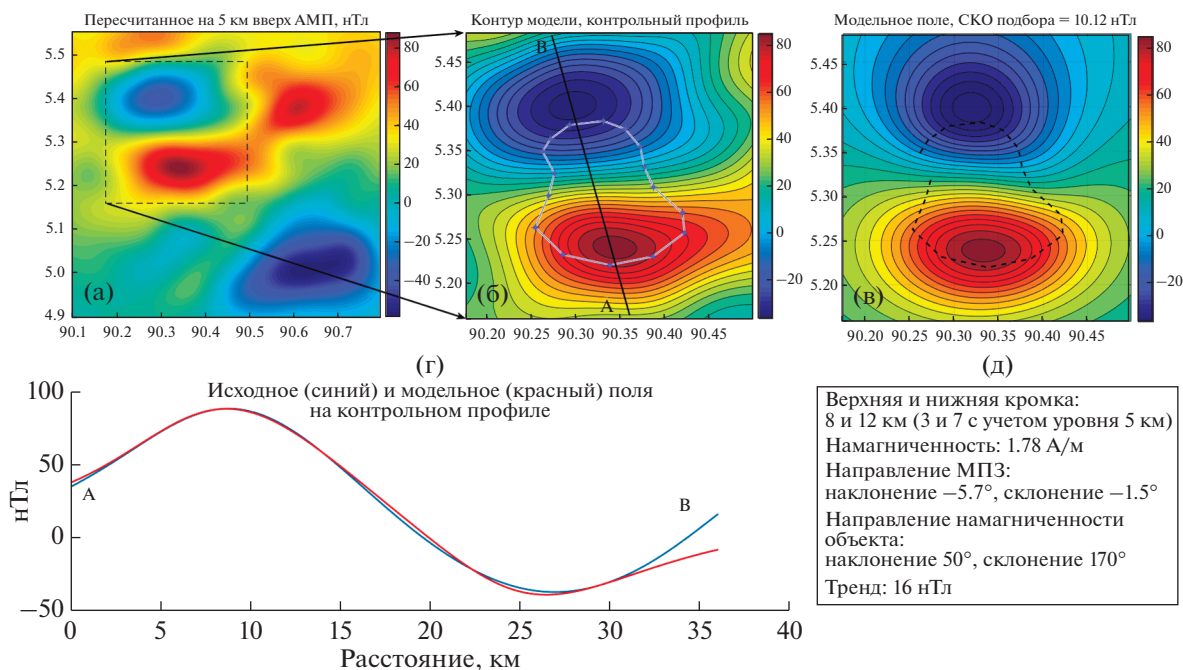 Пересчитанное на 5 км вверх АМП, нТл
5.5
5.4
5.3
5.2
5.1
5.0
4.9
90.1 90.2 90.3 90.4 90.5 90.6 90.7
80
60
40
20
0
−20
−40
(а)
Контур модели, контрольный профиль
5.48
5.40
5.34
5.30
5.24
5.20
90.20 90.25 90.30 90.35 90.40 90.45
80
60
40
20
0
−20
B
A
(б)
Модельное поле, СКО подбора = 10.12 нТл
5.48
5.40
5.35
5.30
5.24
5.20
90.20 90.25 90.30 90.35 90.40 90.45
80
60
40
20
0
−20
(в)
(г)
Исходное (синий) и модельное (красный) поля
на контрольном профиле
нТл
100
50
0
−50
A
B
0 5 10 15 20 25 30 35 40
Расстояние, км
(д)
Верхняя и нижняя кромка:
8 и 12 км (3 и 7 с учетом уровня 5 км)
Намагниченность: 1.78 А/м
Направление МПЗ:
наклонение −5.7°, склонение −1.5°
Направление намагниченности
объекта:
наклонение 50°, склонение 170°
Тренд: 16 нТл